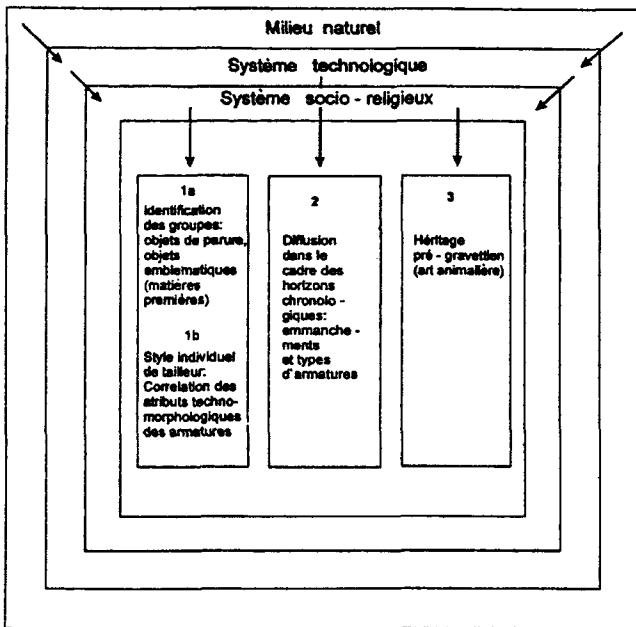 Milieu naturel
Système technologique
Système socio - religieux
1a
Identification
des groupes:
objets de parure,
objets
emblematiques
(matières
premières)
1b
Style individuel
de tailleur:
Correlation des
atributs techno-
morphologiques
des armatures
2
Diffusion
dans le
cadre des
horizons
chronolo -
giques:
emmanche -
ments
et types
d'armatures
3
Héritage
pré - gravettien
(art animalière)